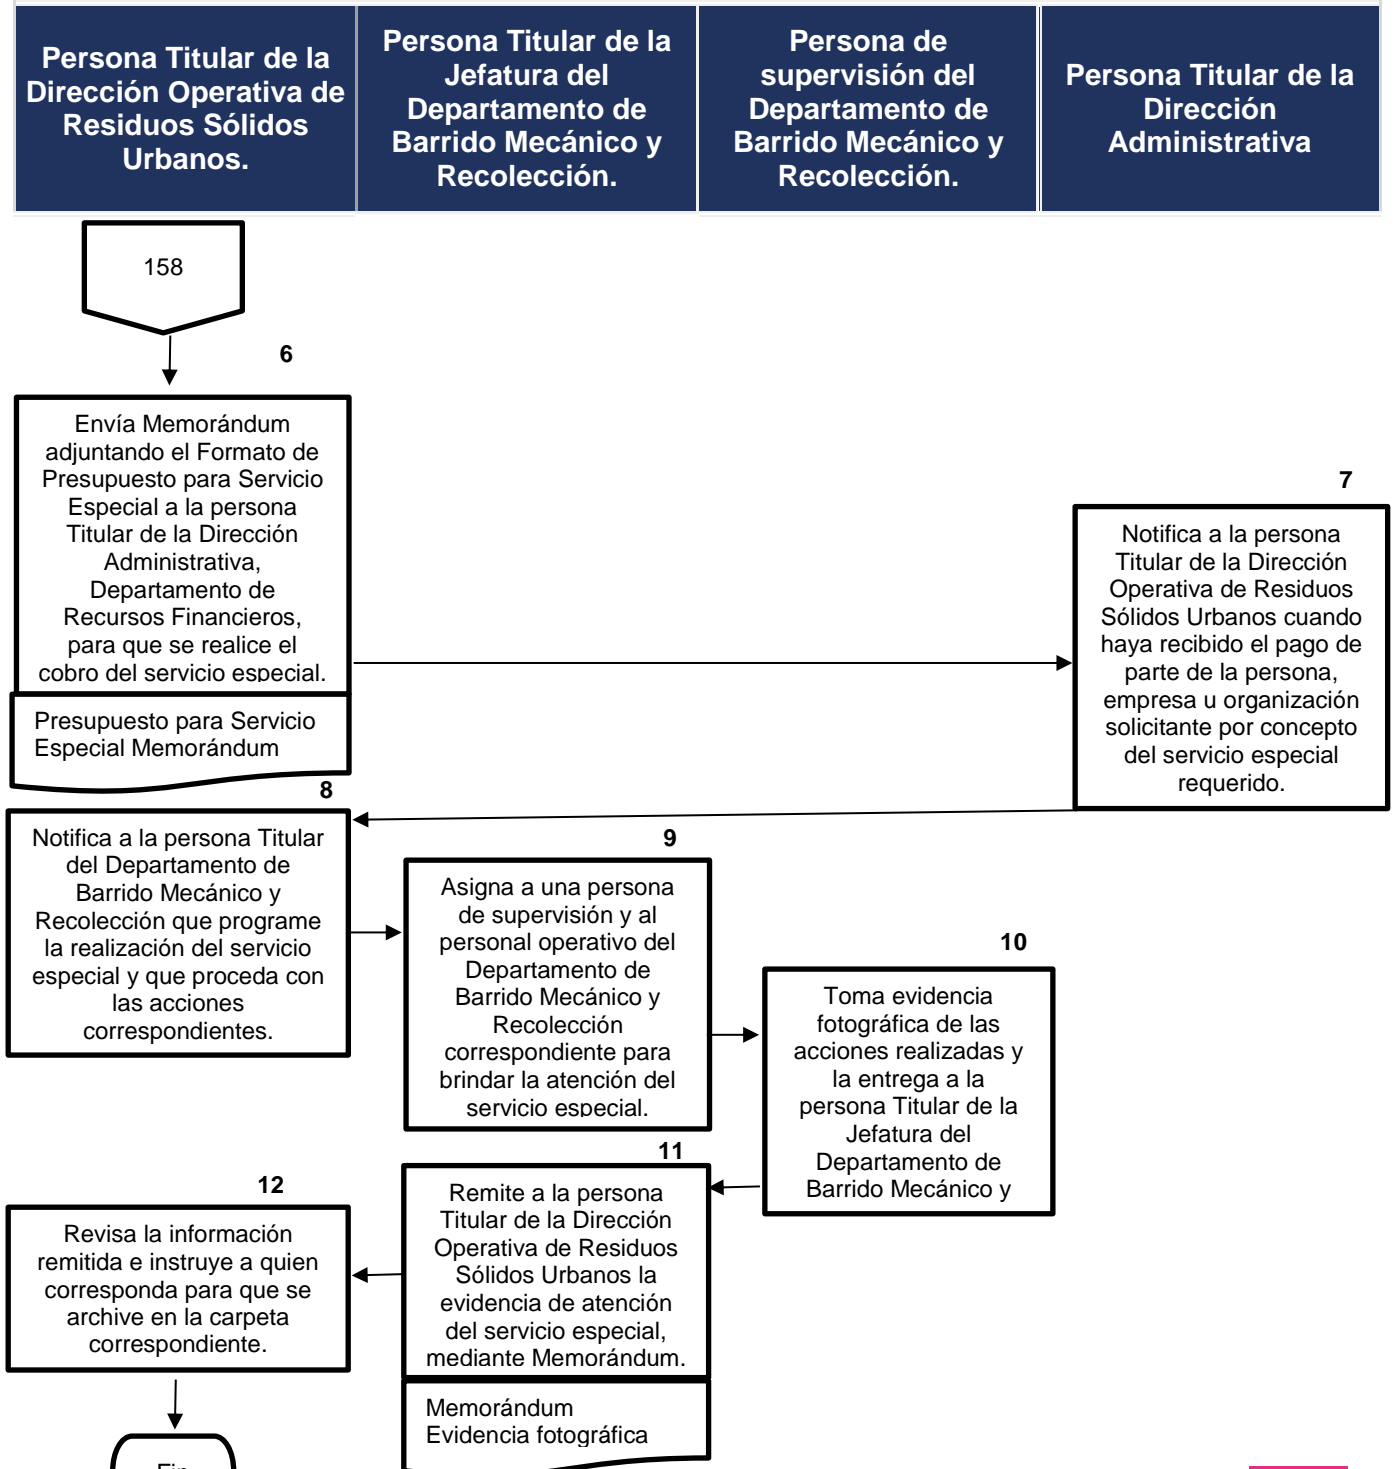 Persona Titular de la
Dirección Operativa de
Residuos Sólidos
Urbanos.
Persona Titular de la
Jefatura del
Departamento de
Barrido Mecánico y
Recolección.
Persona de
supervisión del
Departamento de
Barrido Mecánico y
Recolección.
Persona Titular de la
Dirección
Administrativa
158
6
Envía Memorándum
adjuntando el Formato de
Presupuesto para Servicio
Especial a la persona
Titular de la Dirección
Administrativa,
Departamento de
Recursos Financieros,
para que se realice el
cobro del servicio especial.
Presupuesto para Servicio
Especial Memorándum
7
Notifica a la persona
Titular de la Dirección
Operativa de Residuos
Sólidos Urbanos cuando
haya recibido el pago de
parte de la persona,
empresa u organización
solicitante por concepto
del servicio especial
requerido.
8
Notifica a la persona Titular
del Departamento de
Barrido Mecánico y
Recolección que programe
la realización del servicio
especial y que proceda con
las acciones
correspondientes.
9
Asigna a una persona
de supervisión y al
personal operativo del
Departamento de
Barrido Mecánico y
Recolección
correspondiente para
brindar la atención del
servicio especial.
10
Toma evidencia
fotográfica de las
acciones realizadas y
la entrega a la
persona Titular de la
Jefatura del
Departamento de
Barrido Mecánico y
11
Remite a la persona
Titular de la Dirección
Operativa de Residuos
Sólidos Urbanos la
evidencia de atención
del servicio especial,
mediante Memorándum.
Memorándum
Evidencia fotográfica
12
Revisa la información
remitida e instruye a quien
corresponda para que se
archive en la carpeta
correspondiente.
Fin